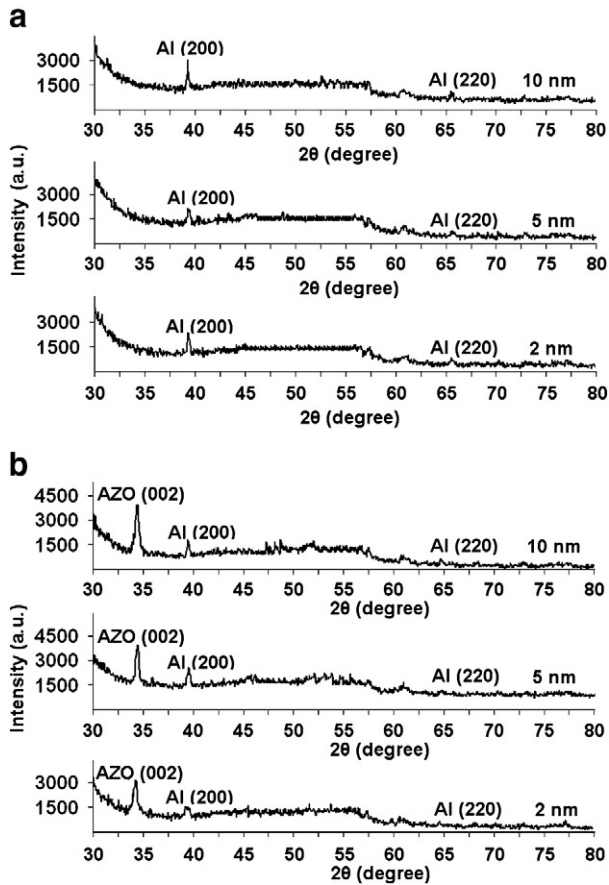 a
Al (200)
3000
1500
Al (220) 10 nm
30 35 40 45 50 55 60 65 70 75 80
2θ (degree)
Intensity (a.u.)
Al (200)
3000
1500
Al (220) 5 nm
30 35 40 45 50 55 60 65 70 75 80
2θ (degree)
Al (200)
3000
1500
Al (220) 2 nm
30 35 40 45 50 55 60 65 70 75 80
2θ (degree)
b
AZO (002)
4500
3000
1500
Al (200)
Al (220) 10 nm
30 35 40 45 50 55 60 65 70 75 80
2θ (degree)
Intensity (a.u.)
AZO (002)
4500
3000
1500
Al (200)
Al (220) 5 nm
30 35 40 45 50 55 60 65 70 75 80
2θ (degree)
AZO (002)
3000
1500
Al (200)
Al (220) 2 nm
30 35 40 45 50 55 60 65 70 75 80
2θ (degree)